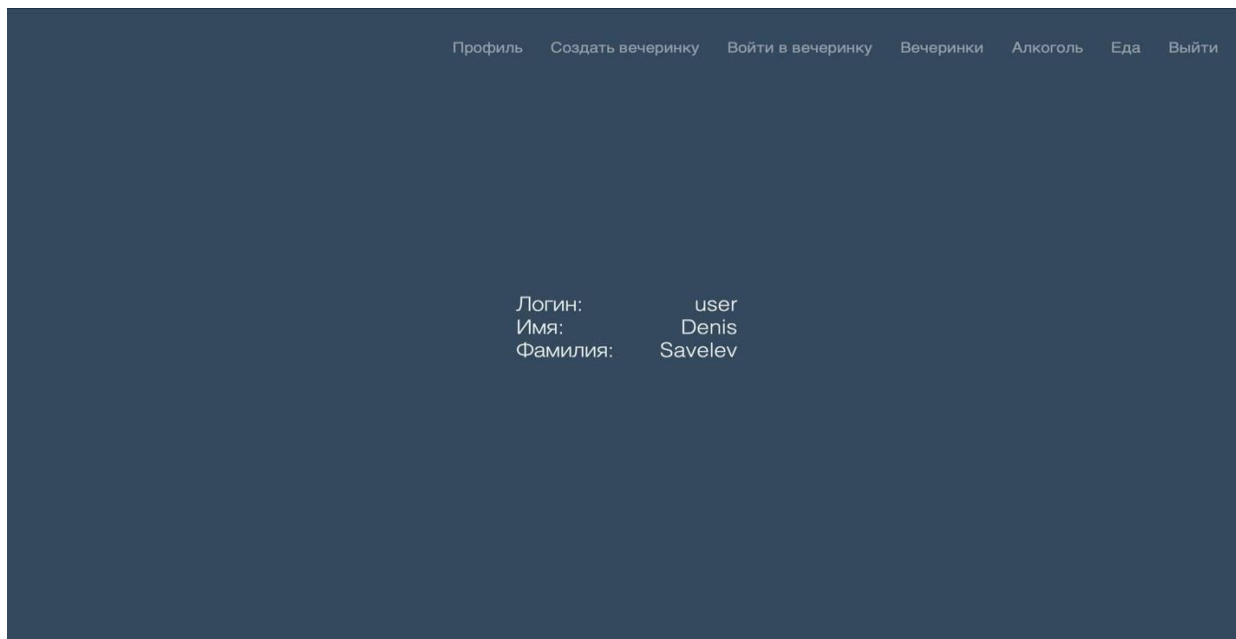 Профиль Создать вечеринку Войти в вечеринку Вечеринки Алкоголь Еда Выйти
Логин: user
Имя: Denis
Фамилия: Savelev